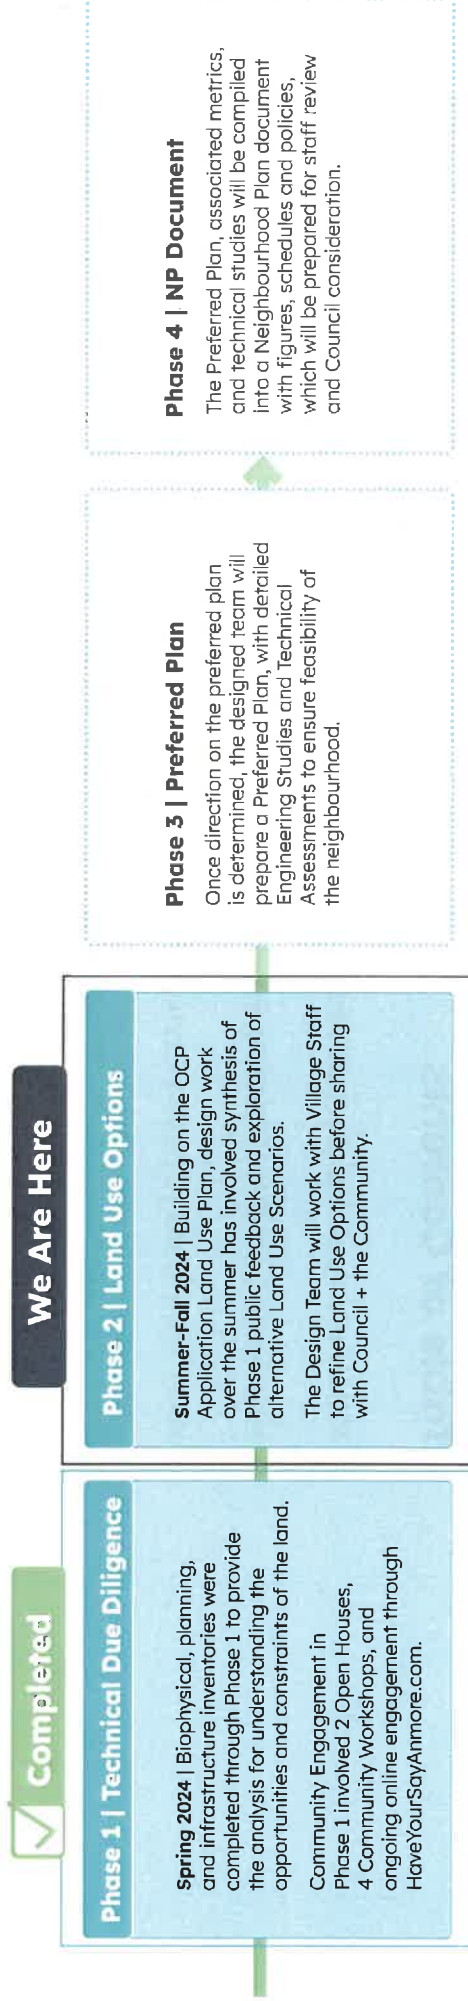 Completed
Phase 1 | Technical Due Diligence
Spring 2024 | Biophysical, planning,
and infrastructure inventories were
completed through Phase 1 to provide
the analysis for understanding the
opportunities and constraints of the land.
Community Engagement in
Phase 1 involved 2 Open Houses,
4 Community Workshops, and
ongoing online engagement through
HaveYourSayAnmore.com.
We Are Here
Phase 2 | Land Use Options
Summer-Fall 2024 | Building on the OCP
Application Land Use Plan, design work
over the summer has involved synthesis of
Phase 1 public feedback and exploration of
alternative Land Use Scenarios.
The Design Team will work with Village Staff
to refine Land Use Options before sharing
with Council + the Community.
Phase 3 | Preferred Plan
Once direction on the preferred plan
is determined, the designed team will
prepare a Preferred Plan, with detailed
Engineering Studies and Technical
Assessments to ensure feasibility of
the neighbourhood.
Phase 4 | NP Document
The Preferred Plan, associated metrics,
and technical studies will be compiled
into a Neighbourhood Plan document
with figures, schedules and policies,
which will be prepared for staff review
and Council consideration.